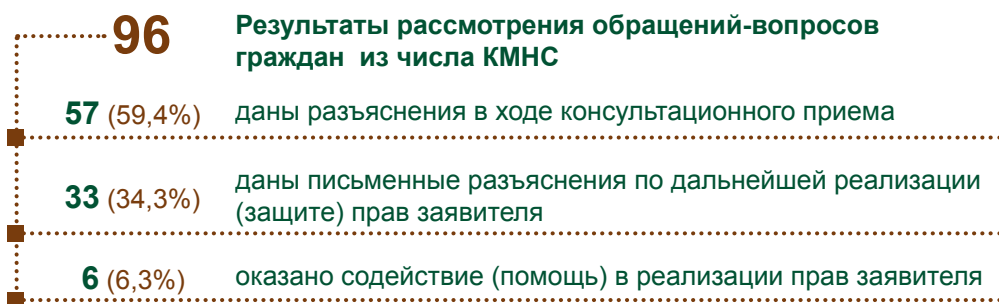 96 Результаты рассмотрения обращений-вопросов
граждан из числа КМНС
57 (59,4%) даны разъяснения в ходе консультационного приема
33 (34,3%) даны письменные разъяснения по дальнейшей реализации
(защите) прав заявителя
6 (6,3%) оказано содействие (помощь) в реализации прав заявителя